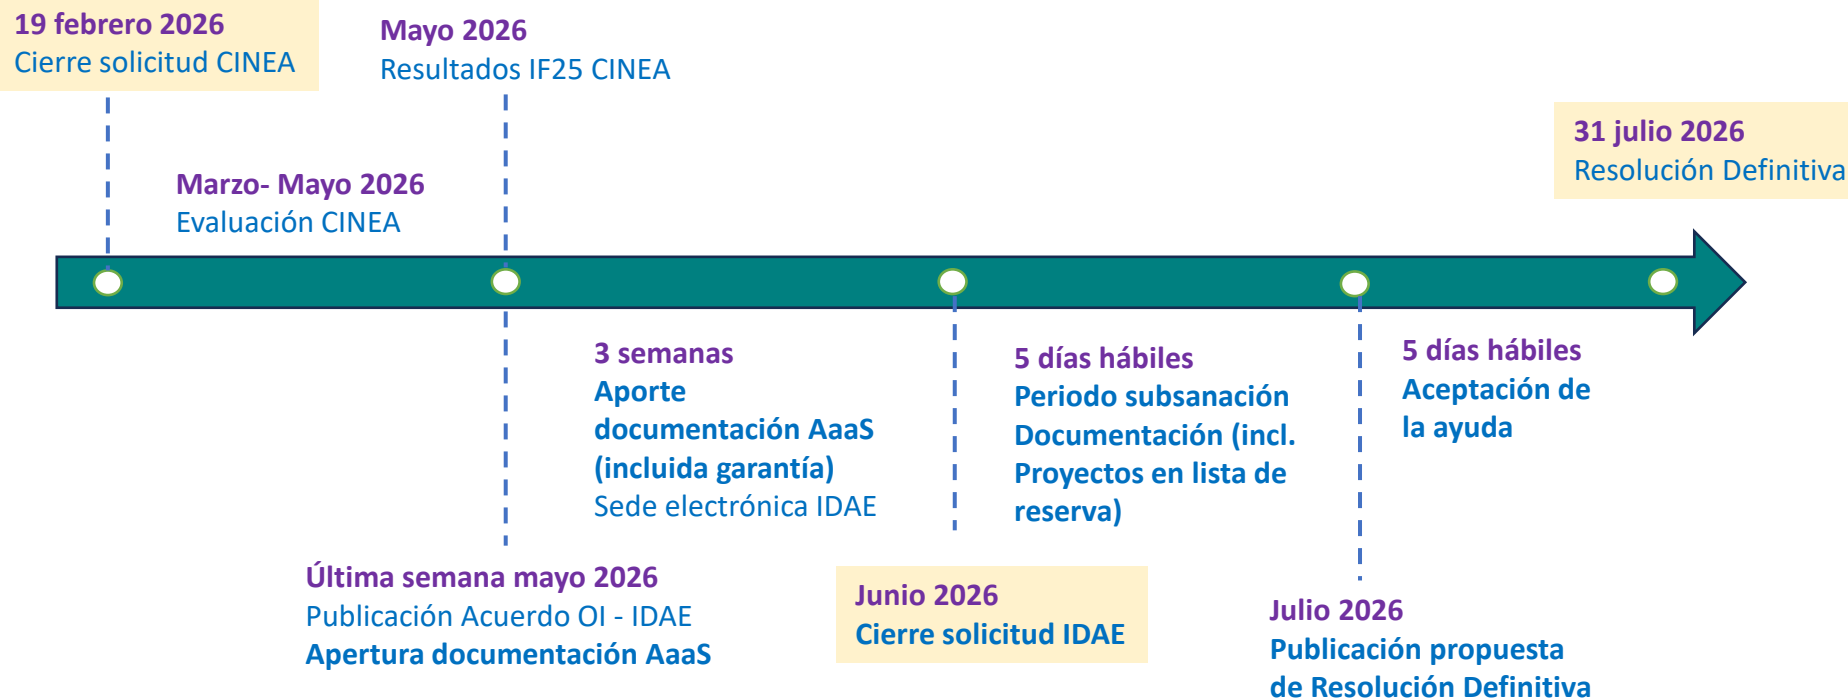 19 febrero 2026
Cierre solicitud CINEA
Mayo 2026
Resultados IF25 CINEA
31 julio 2026
Resolución Definitiva
Marzo- Mayo 2026
Evaluación CINEA
3 semanas
Aporte
documentación AaaS
(incluida garantía)
Sede electrónica IDAE
5 días hábiles
Periodo subsanación
Documentación (incl.
Proyectos en lista de
reserva)
5 días hábiles
Aceptación de
la ayuda
Última semana mayo 2026
Publicación Acuerdo OI - IDAE
Apertura documentación AaaS
Junio 2026
Cierre solicitud IDAE
Julio 2026
Publicación propuesta
de Resolución Definitiva